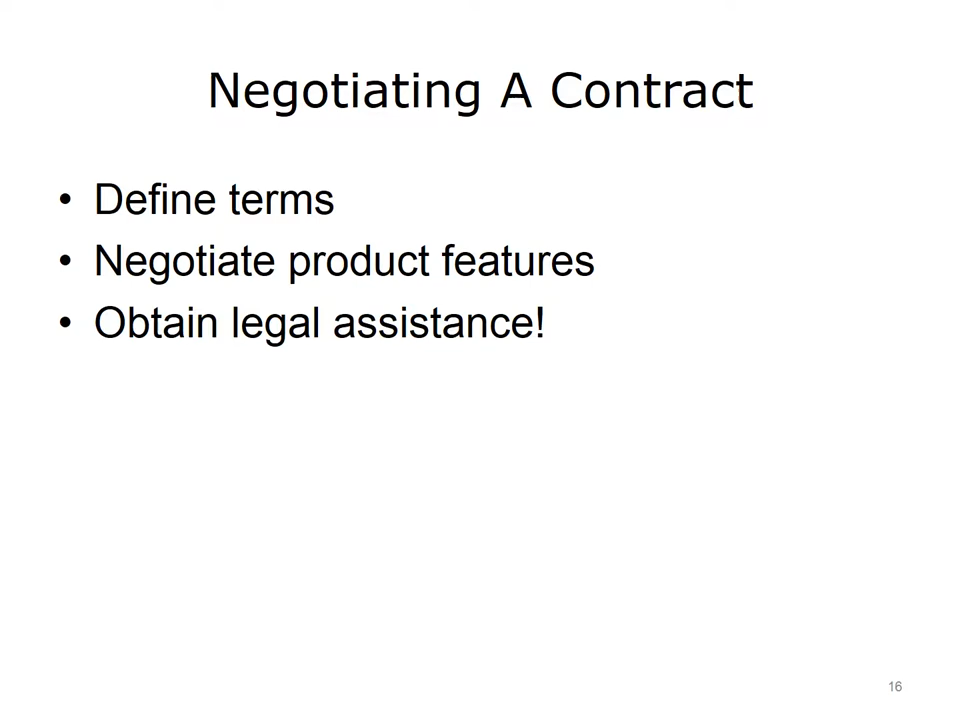 Negotiating A Contract
• Define terms
• Negotiate product features
• Obtain legal assistance!
16